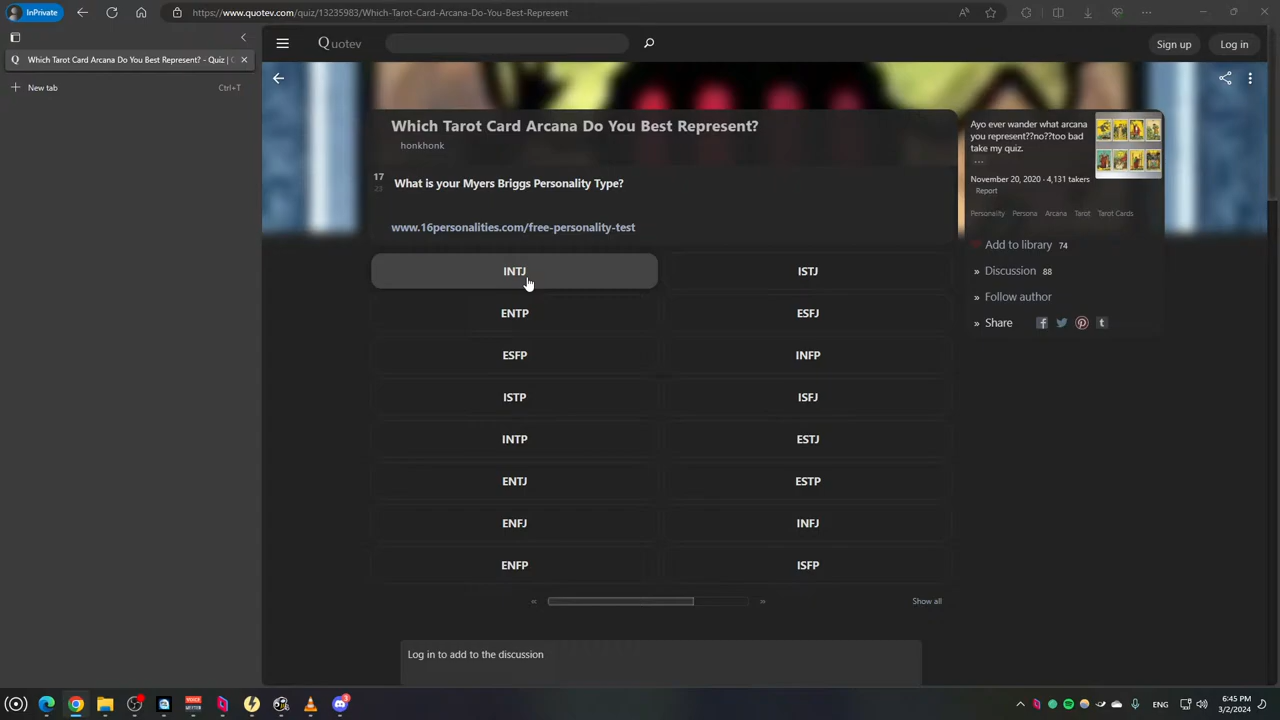 InPrivate
https://www.quotev.com/quiz/13235983/Which-Tarot-Card-Arcana-Do-You-Best-Represent
Q Which Tarot Card Arcana Do You Best Represent? - Quiz |
New tab Ctrl+T
Quotev
Sign up
Log in
Which Tarot Card Arcana Do You Best Represent?
honkhonk
17
23
What is your Myers Briggs Personality Type?
www.16personalities.com/free-personality-test
INTJ
ISTJ
ENTP
ESFJ
ESFP
INFP
ISTP
ISFJ
INTP
ESTJ
ENTJ
ESTP
ENFJ
INFJ
ENFP
ISFP
« » Show all
Log in to add to the discussion
Ayo ever wander what arcana
you represent??no??too bad
take my quiz.
...
November 20, 2020 · 4,131 takers
Report
Personality Persona Arcana Tarot Tarot Cards
Add to library 74
» Discussion 88
» Follow author
» Share
ENG
6:45 PM
3/2/2024